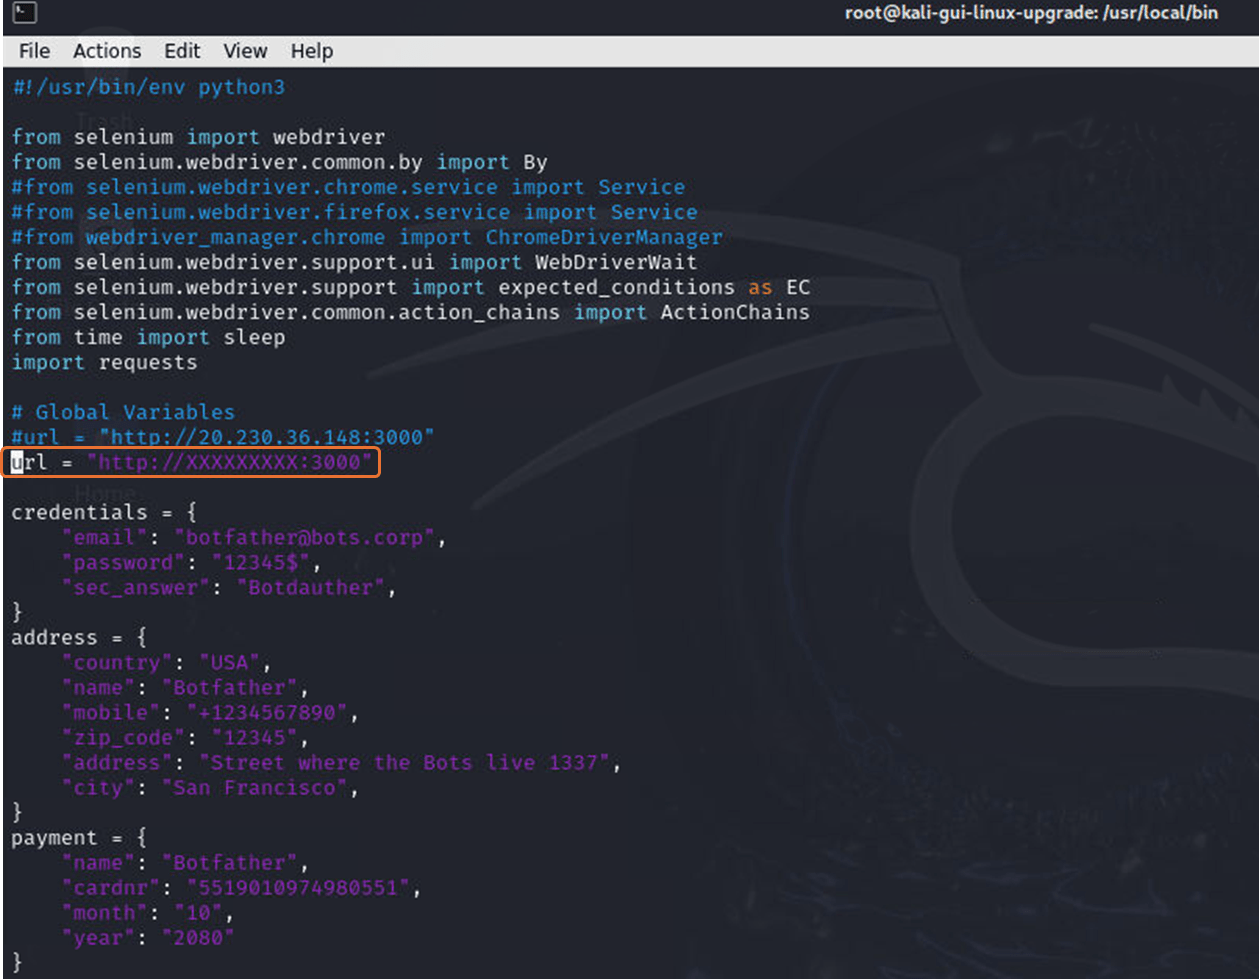 root@kali-gui-linux-upgrade: /usr/local/bin
File Actions Edit View Help
#!/usr/bin/env python3
Trash
from selenium import webdriver
from selenium.webdriver.common.by import By
#from selenium.webdriver.chrome.service import Service
#from selenium.webdriver.firefox.service import Service
#from webdriver_manager.chrome import ChromeDriverManager
from selenium.webdriver.support.ui import WebDriverWait
from selenium.webdriver.support import expected_conditions as EC
from selenium.webdriver.common.action_chains import ActionChains
from time import sleep
import requests
# Global Variables
#url = "http://20.230.36.148:3000"
url = "http://XXXXXXXXX:3000"
Home
credentials = {
    "email": "botfather@bots.corp",
    "password": "12345$",
    "sec_answer": "Botdauther",
}
address = {
    "country": "USA",
    "name": "Botfather",
    "mobile": "+1234567890",
    "zip_code": "12345",
    "address": "Street where the Bots live 1337",
    "city": "San Francisco",
}
payment = {
    "name": "Botfather",
    "cardnr": "5519010974980551",
    "month": "10",
    "year": "2080"
}